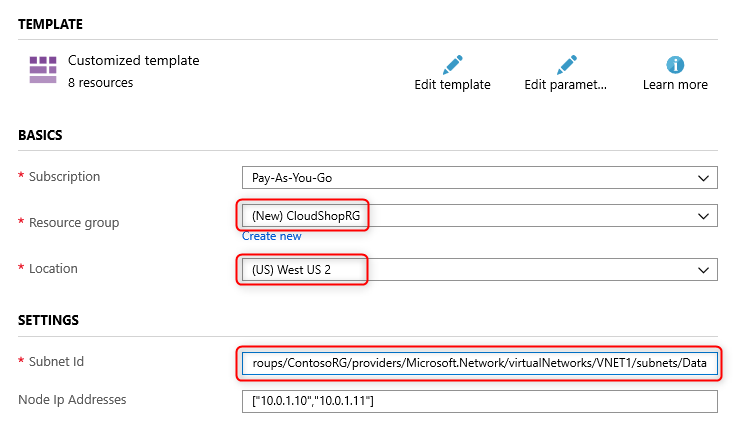 TEMPLATE
Customized template
8 resources
Edit template
Edit paramet...
Learn more
BASICS
* Subscription
Pay-As-You-Go
* Resource group
(New) CloudShopRG
Create new
* Location
(US) West US 2
SETTINGS
* Subnet Id
roups/ContosoRG/providers/Microsoft.Network/virtualNetworks/VNET1/subnets/Data
Node Ip Addresses
["10.0.1.10","10.0.1.11"]